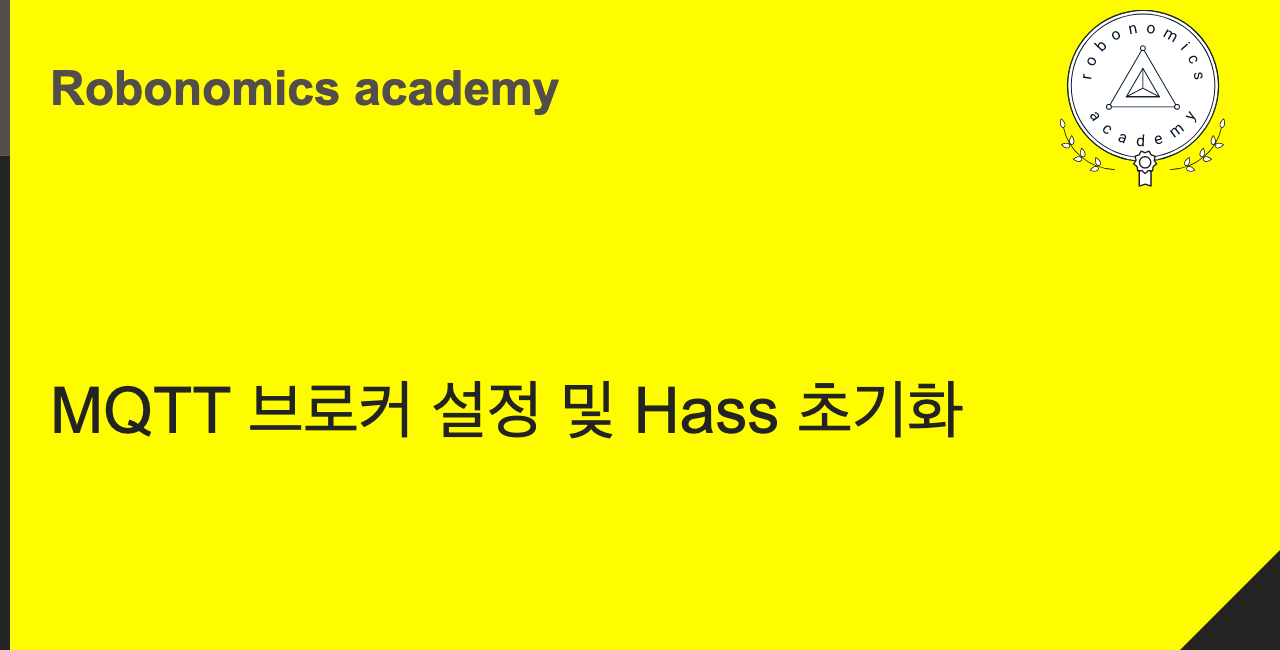 Robonomics academy
robonomics
academy
MQTT 브로커 설정 및 Hass 초기화